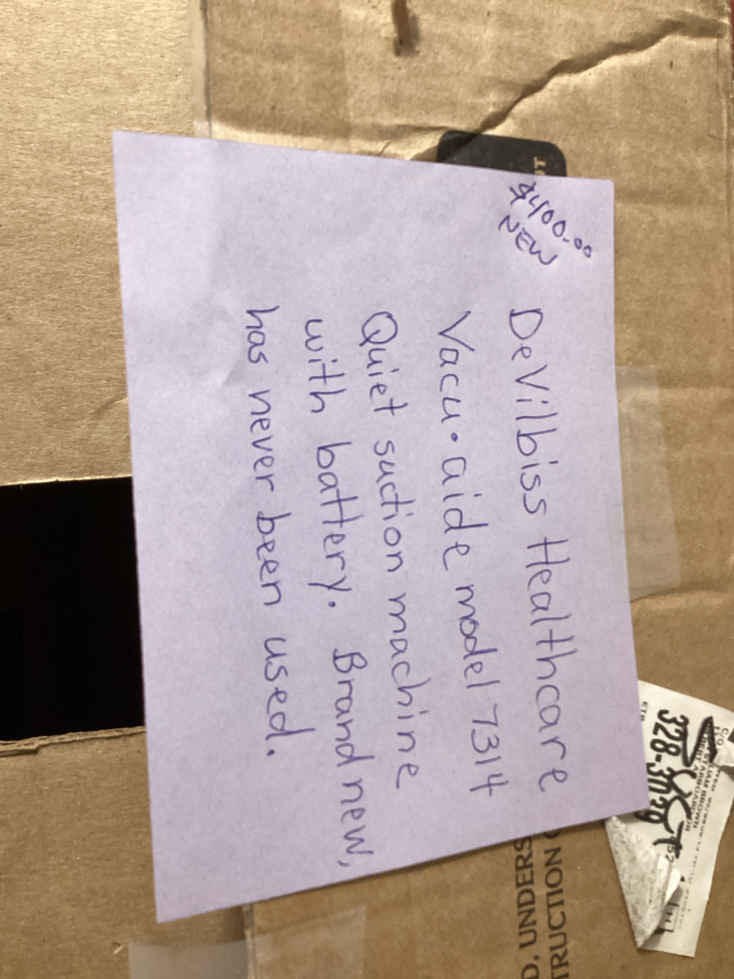 $400.00
NEW
DeVilbiss Healthcare
Vacu·aide model 7314
Quiet suction machine
with battery. Brand new,
has never been used.
D, UNDERS
TRUCTION